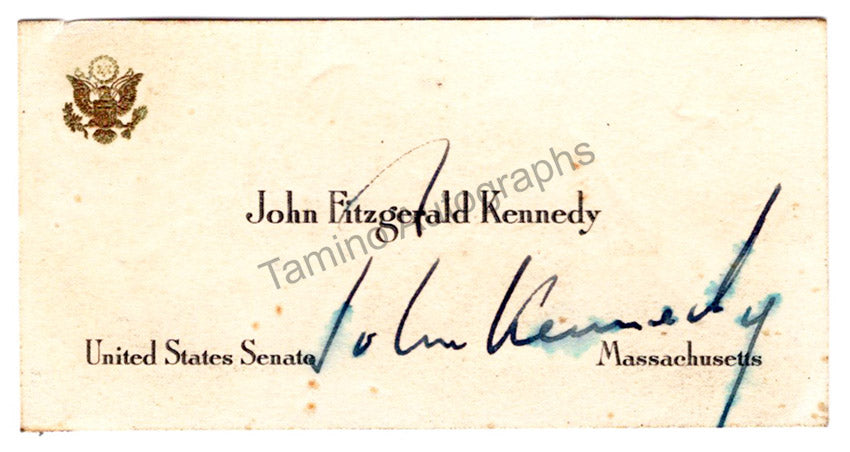 John Fitzgerald Kennedy
Tamino Autographs
John Kennedy
United States Senate
Massachusetts